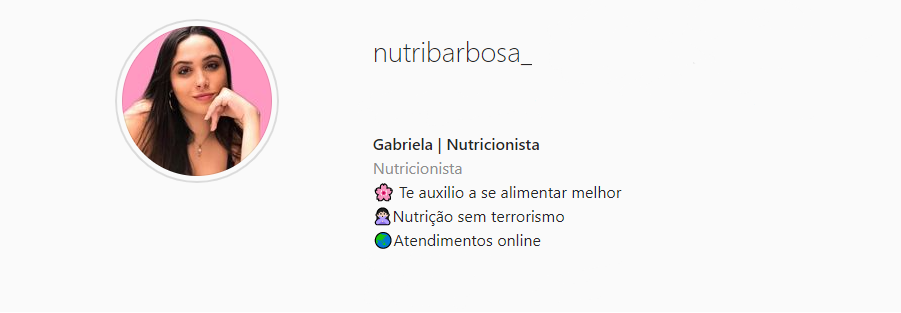 nutribarbosa_
Gabriela | Nutricionista
Nutricionista
🌸 Te auxilio a se alimentar melhor
🙍🏻‍♀️Nutrição sem terrorismo
🌏Atendimentos online